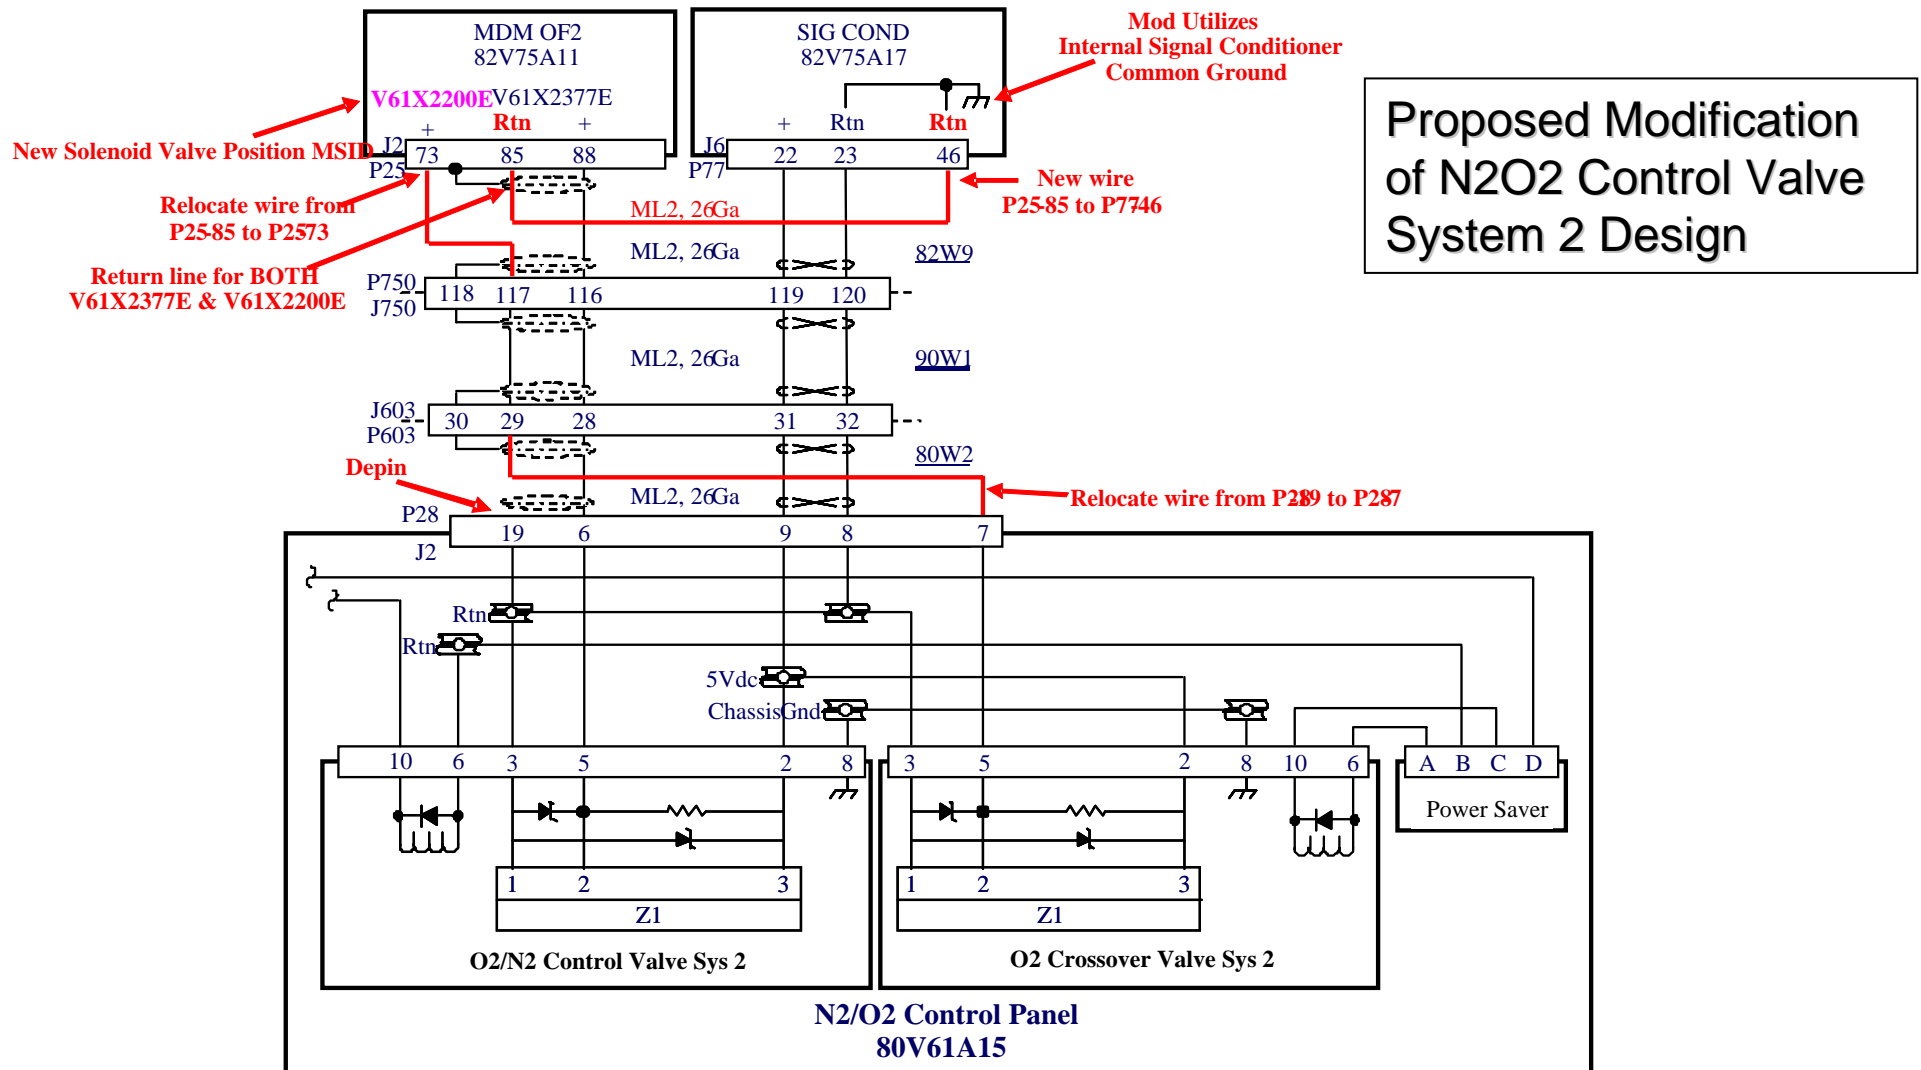 MDM OF2
82V75A11
SIG COND
82V75A17
Mod Utilizes
Internal Signal Conditioner
Common Ground
Proposed Modification
of N2O2 Control Valve
System 2 Design
V61X2200E V61X2377E
+ Rtn +
+ Rtn Rtn
New Solenoid Valve Position MSID
J2
P25
73 85 88
J6
P77
22 23 46
Relocate wire from
P25-85 to P25-73
ML2, 26Ga
New wire
P25-85 to P77-46
Return line for BOTH
V61X2377E & V61X2200E
ML2, 26Ga
82W9
P750
J750
118 117 116 119 120
ML2, 26Ga
90W1
J603
P603
30 29 28 31 32
80W2
Depin
ML2, 26Ga
Relocate wire from P28-19 to P28-7
P28
J2
19 6 9 8 7
Rtn
Rtn
5Vdc
ChassisGnd
10 6 3 5 2 8
3 5 2 8 10 6
A B C D
Power Saver
1 2 3
Z1
1 2 3
Z1
O2/N2 Control Valve Sys 2
O2 Crossover Valve Sys 2
N2/O2 Control Panel
80V61A15